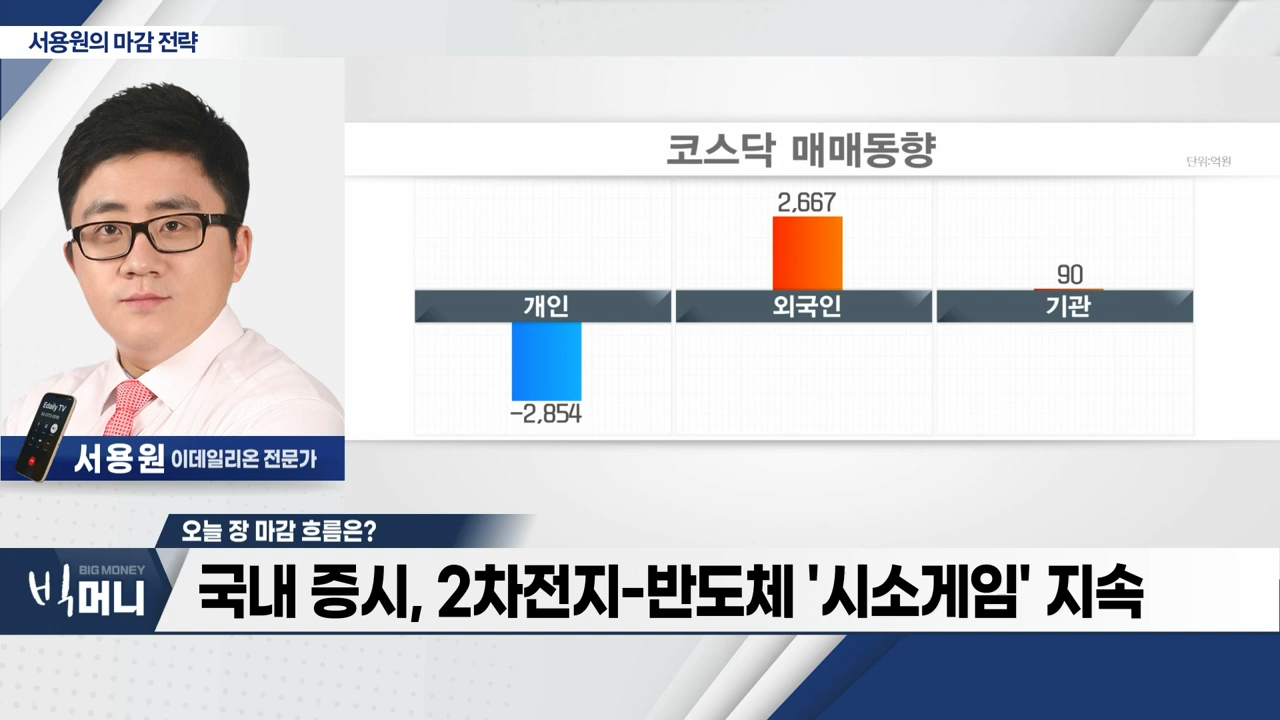 서용원의 마감 전략
코스닥 매매동향
단위:억원
2,667
90
개인
외국인
기관
-2,854
Edaily TV
서용원 이데일리온 전문가
오늘 장 마감 흐름은?
BIG MONEY
빅머니
국내 증시, 2차전지-반도체 '시소게임' 지속